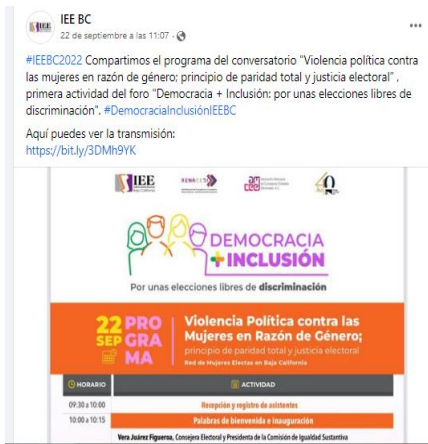 IEE BC
22 de septiembre a las 11:07 ·
#IEEBC2022 Compartimos el programa del conversatorio "Violencia política contra
las mujeres en razón de género; principio de paridad total y justicia electoral" ,
primera actividad del foro "Democracia + Inclusión: por unas elecciones libres de
discriminación". #DemocraciaInclusiónIEEBC
Aquí puedes ver la transmisión:
https://bit.ly/3DMh9YK
IEE
DEMOCRACIA
+INCLUSIÓN
Por unas elecciones libres de discriminación
22 SEP
PROGRAMA
Violencia Política contra las
Mujeres en Razón de Género;
principio de paridad total y justicia electoral
Red de Mujeres Electas en Baja California
HORARIO ACTIVIDAD
09:30 a 10:00 Recepción y registro de asistentes
10:00 a 10:15 Palabras de bienvenida e inauguración
Vera Juárez Figueroa, Consejera Electoral y Presidenta de la Comisión de Igualdad Sustantiva